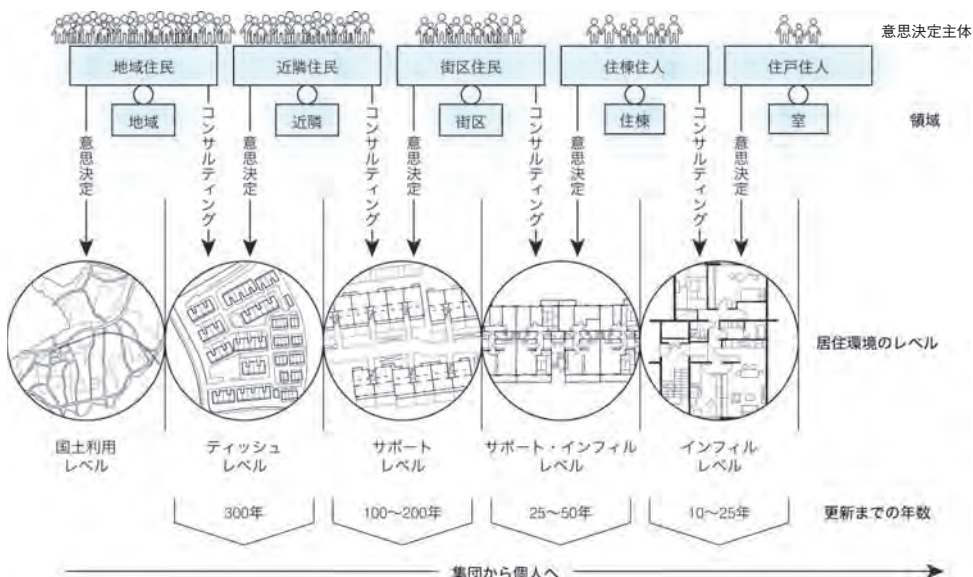 意思決定主体
地域住民 近隣住民 街区住民 住棟住人 住戸住人
地域 近隣 街区 住棟 室 領域
意思決定 コンサルティング 意思決定 コンサルティング 意思決定 コンサルティング 意思決定 コンサルティング 意思決定
居住環境のレベル
国土利用 ティッシュ サポート サポート・インフィル インフィル
レベル レベル レベル レベル レベル
300年 100〜200年 25〜50年 10〜25年 更新までの年数
集団から個人へ